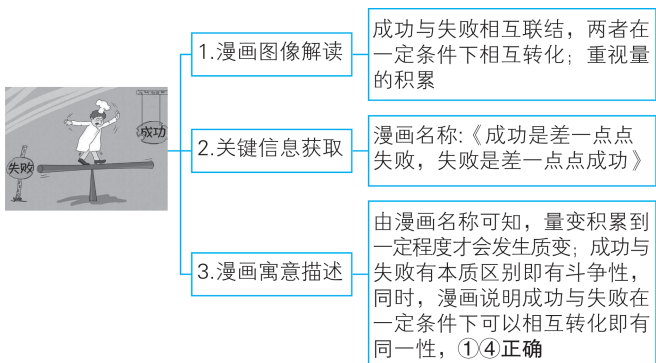 1.漫画图像解读
成功与失败相互联结，两者在
一定条件下相互转化；重视量
的积累
成功
失败
2.关键信息获取
漫画名称:《成功是差一点点
失败，失败是差一点点成功》
3.漫画寓意描述
由漫画名称可知，量变积累到
一定程度才会发生质变；成功与
失败有本质区别即有斗争性，
同时，漫画说明成功与失败在
一定条件下可以相互转化即有
同一性，①④正确